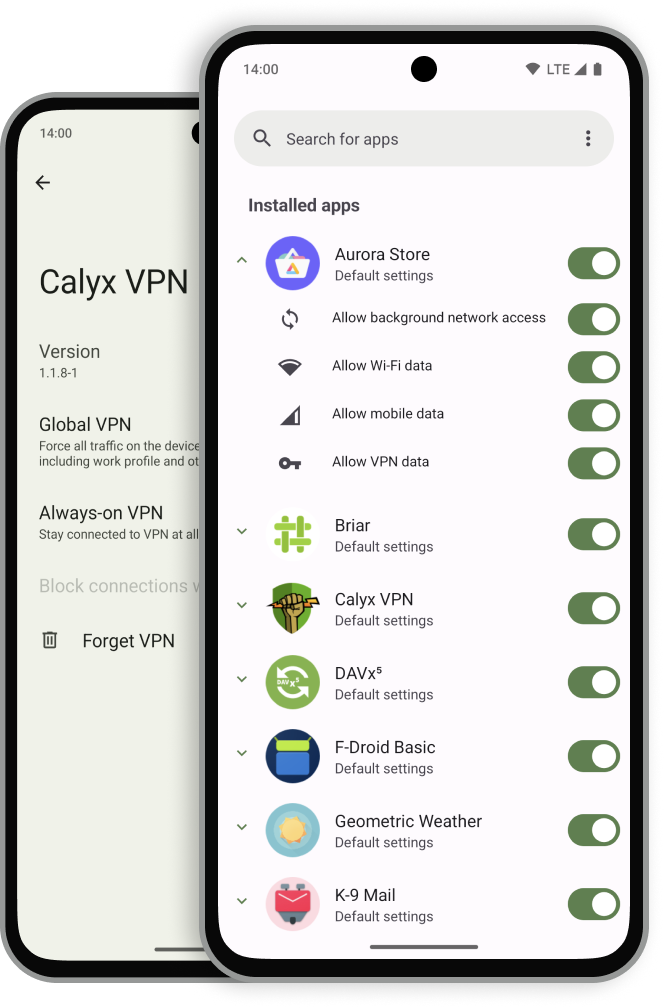 14:00
Calyx VPN
Version
1.1.8-1
Global VPN
Force all traffic on the device
including work profile and
Always-on VPN
Stay connected to VPN at all
Block connections
Forget VPN
14:00
LTE
Search for apps
Installed apps
Aurora Store
Default settings
Allow background network access
Allow Wi-Fi data
Allow mobile data
Allow VPN data
Briar
Default settings
Calyx VPN
Default settings
DAVx⁵
DAVx⁵
Default settings
F-Droid Basic
Default settings
Geometric Weather
Default settings
K-9 Mail
Default settings